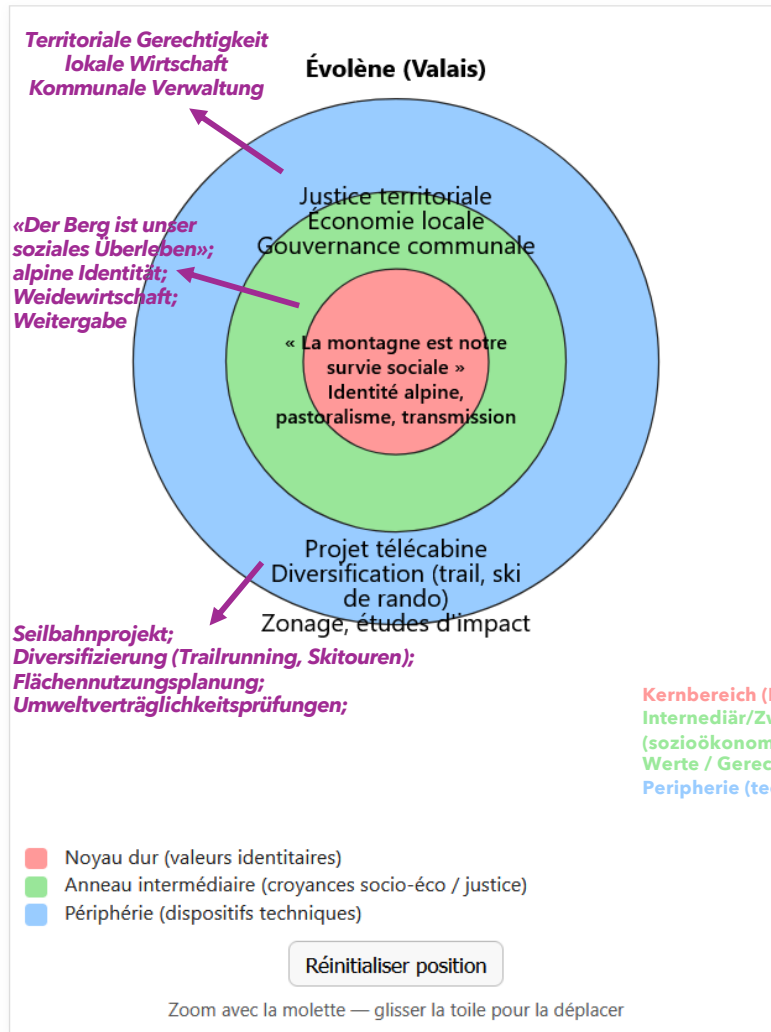 Territoriale Gerechtigkeit
lokale Wirtschaft
Kommunale Verwaltung
Évolène (Valais)
Justice territoriale
Économie locale
Gouvernance communale
«Der Berg ist unser
soziales Überleben»;
alpine Identität;
Weidewirtschaft;
Weitergabe
« La montagne est notre
survie sociale »
Identité alpine,
pastoralisme, transmission
Projet télécabine
Diversification (trail, ski
de rando)
Zonage, études d'impact
Seilbahnprojekt;
Diversifizierung (Trailrunning, Skitouren);
Flächennutzungsplanung;
Umweltverträglichkeitsprüfungen;
Kernbereich
Internediär/
(sozioökonom
Werte / Gerec
Peripherie (te
Noyau dur (valeurs identitaires)
Anneau intermédiaire (croyances socio-éco / justice)
Périphérie (dispositifs techniques)
Réinitialiser position
Zoom avec la molette — glisser la toile pour la déplacer